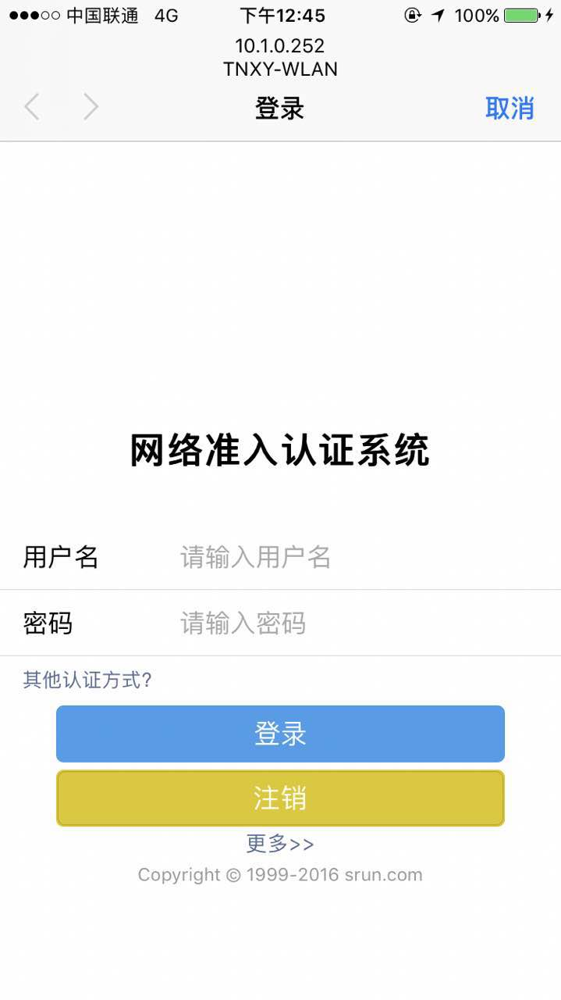 中国联通 4G 下午12:45 100%
10.1.0.252
TNXY-WLAN
登录 取消
网络准入认证系统
用户名 请输入用户名
密码 请输入密码
其他认证方式?
登录
注销
更多>>
Copyright © 1999-2016 srun.com